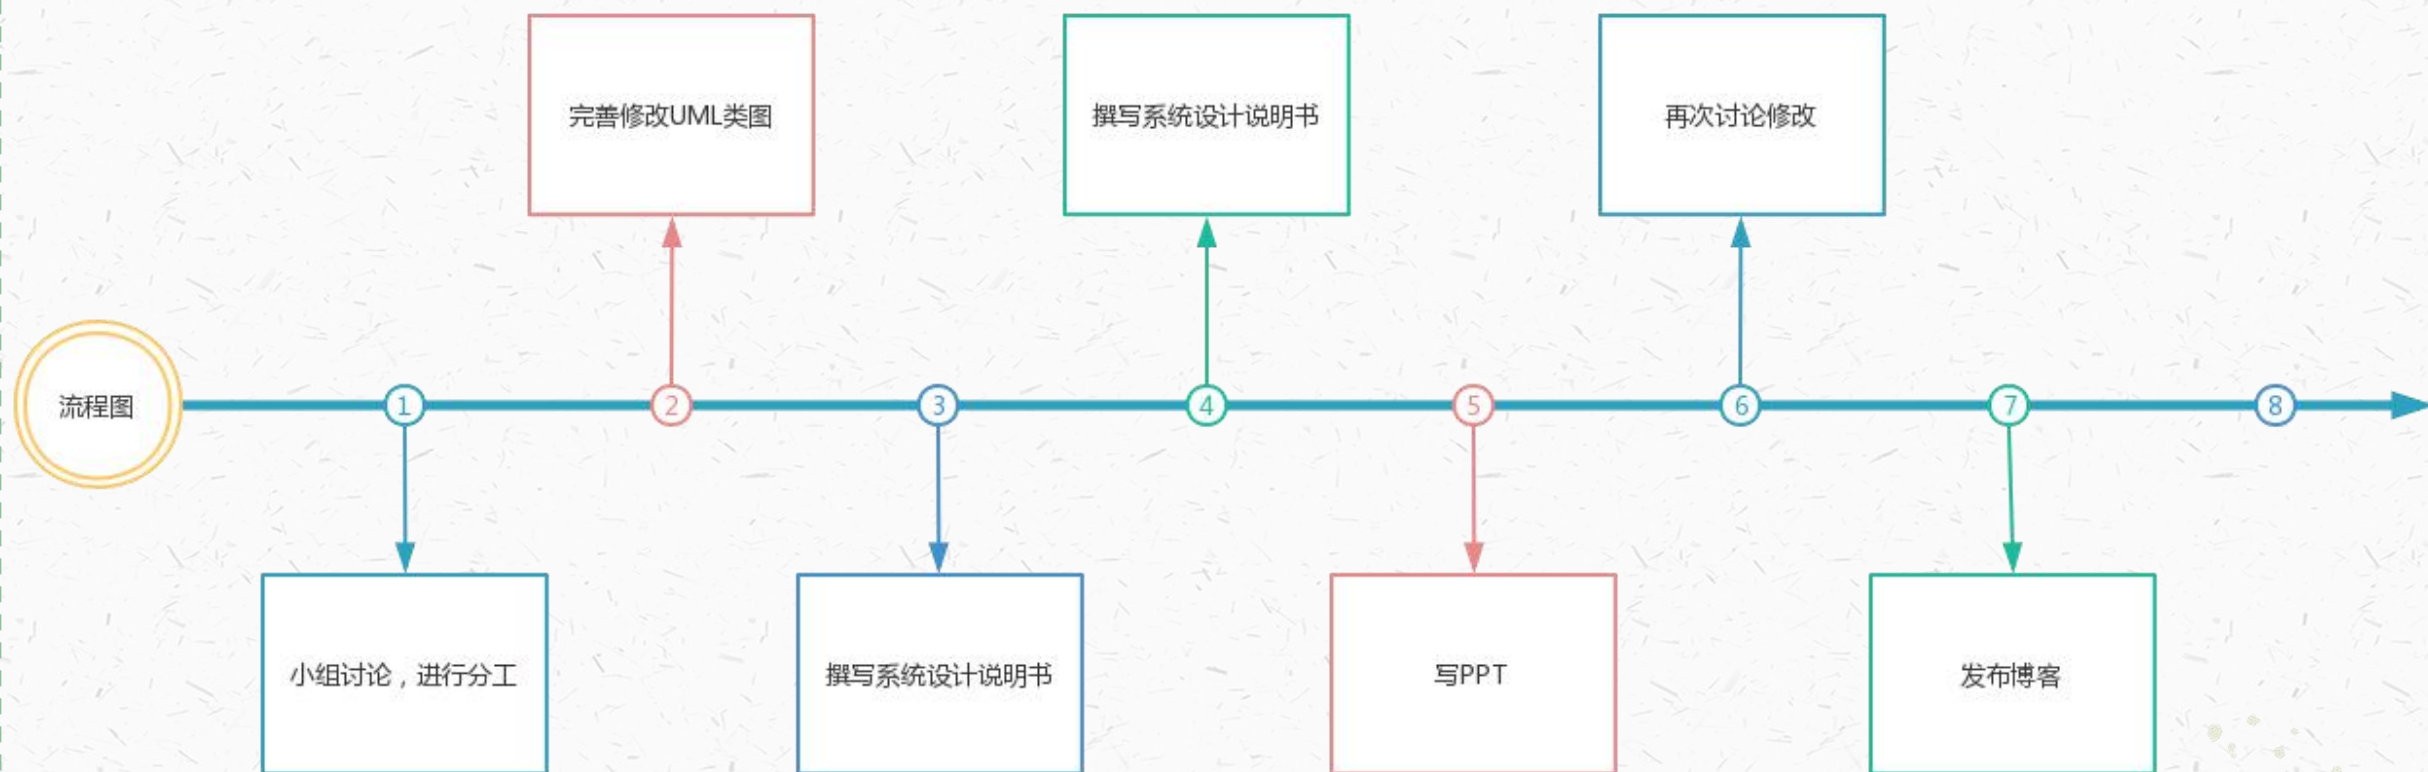 完善修改UML类图
撰写系统设计说明书
再次讨论修改
流程图
1
2
3
4
5
6
7
8
小组讨论，进行分工
撰写系统设计说明书
写PPT
发布博客